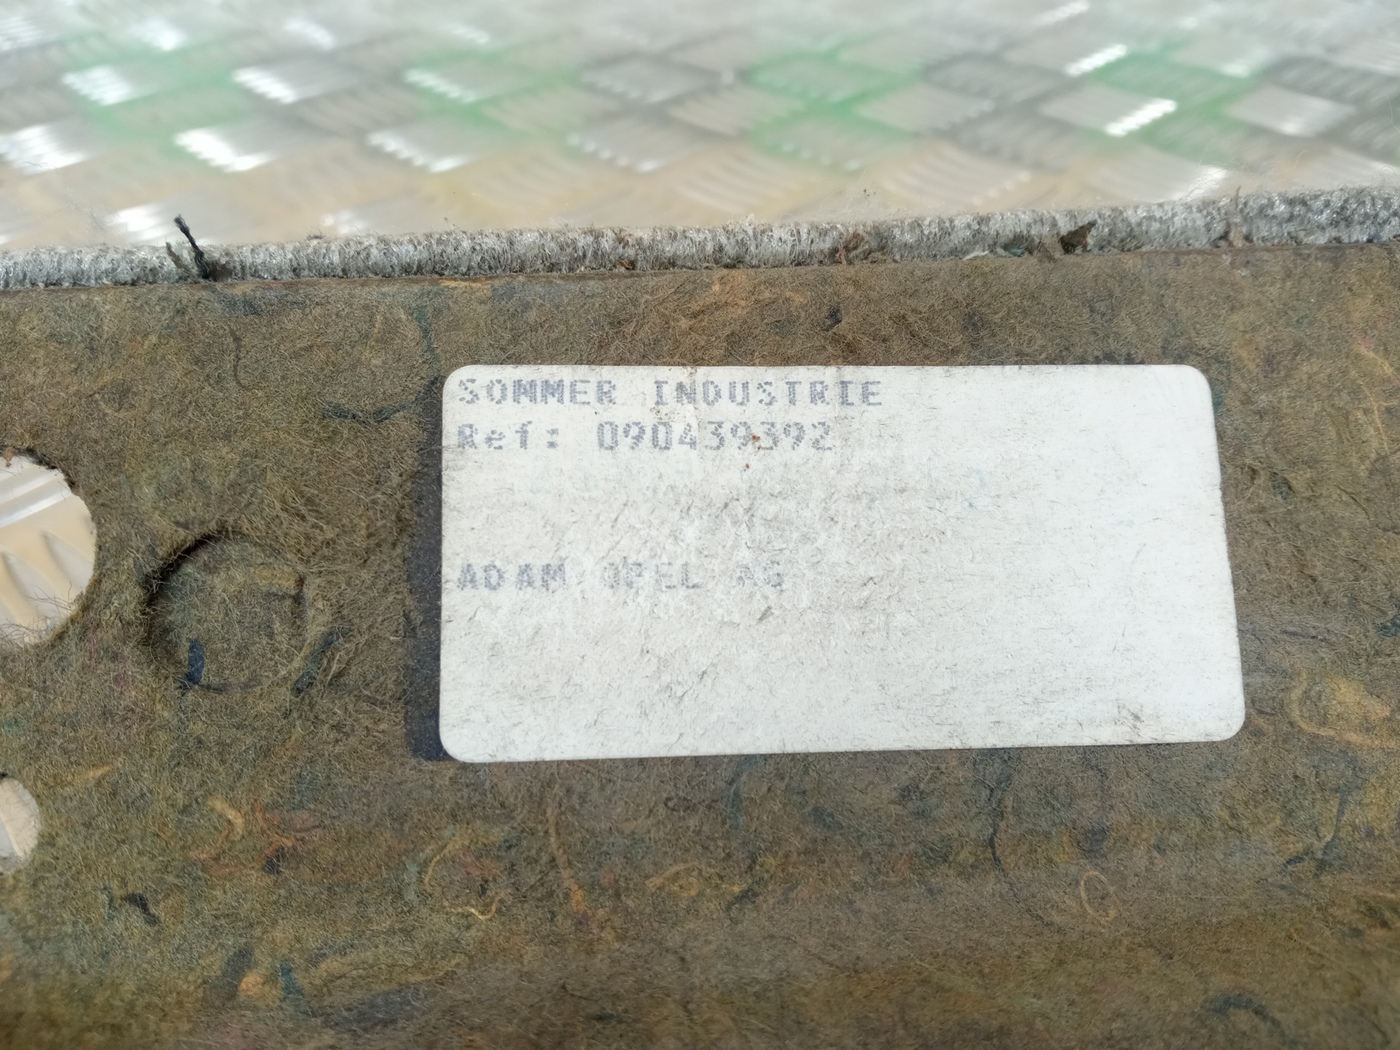 SOMMER INDUSTRIE
Ref: 090439392
ADAM OPEL AG